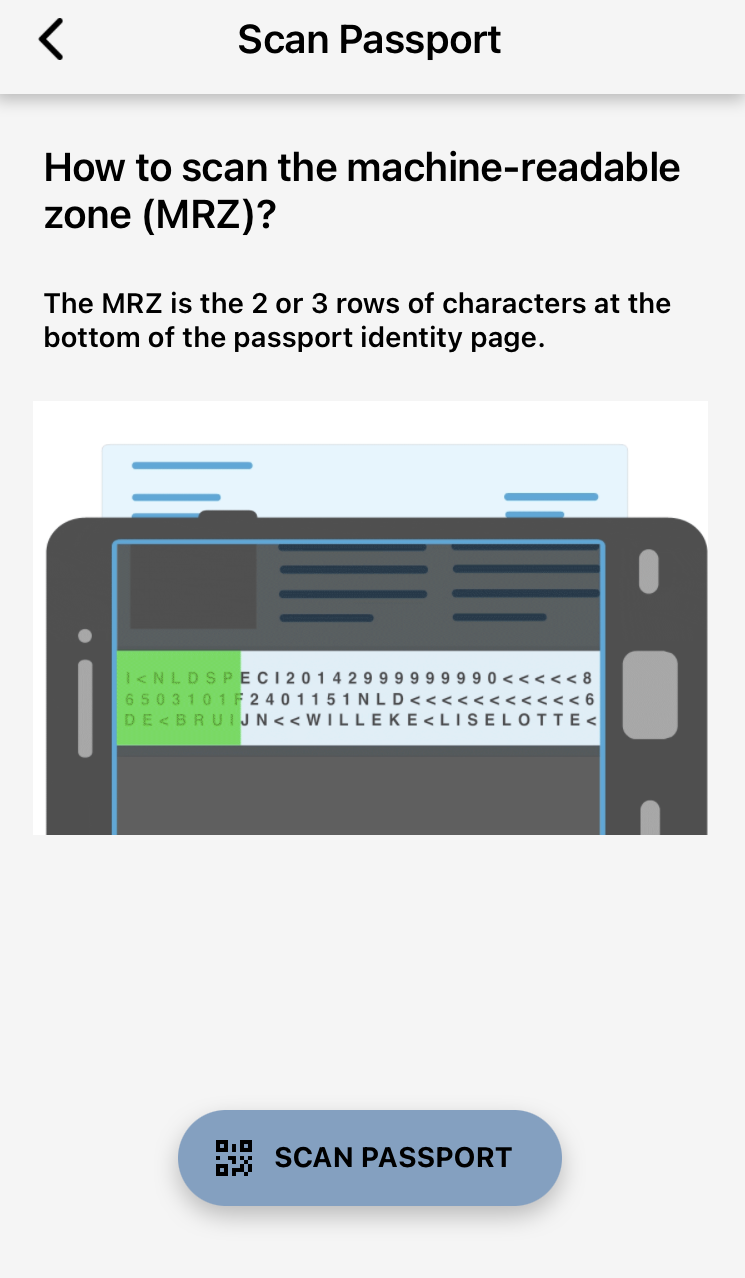 Scan Passport
How to scan the machine-readable
zone (MRZ)?
The MRZ is the 2 or 3 rows of characters at the
bottom of the passport identity page.
I<NLDSPECI20142999999990<<<<<8
6503101F2401151NLD<<<<<<<<<<<6
DE<BRUIJN<<WILLEKE<LISELOTTE<
SCAN PASSPORT